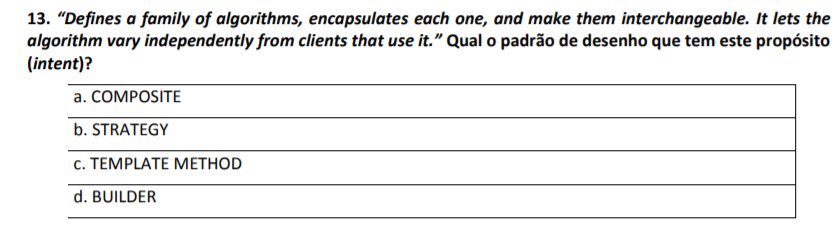 13. “Defines a family of algorithms, encapsulates each one, and make them interchangeable. It lets the
algorithm vary independently from clients that use it.” Qual o padrão de desenho que tem este propósito
(intent)?
a. COMPOSITE
b. STRATEGY
c. TEMPLATE METHOD
d. BUILDER